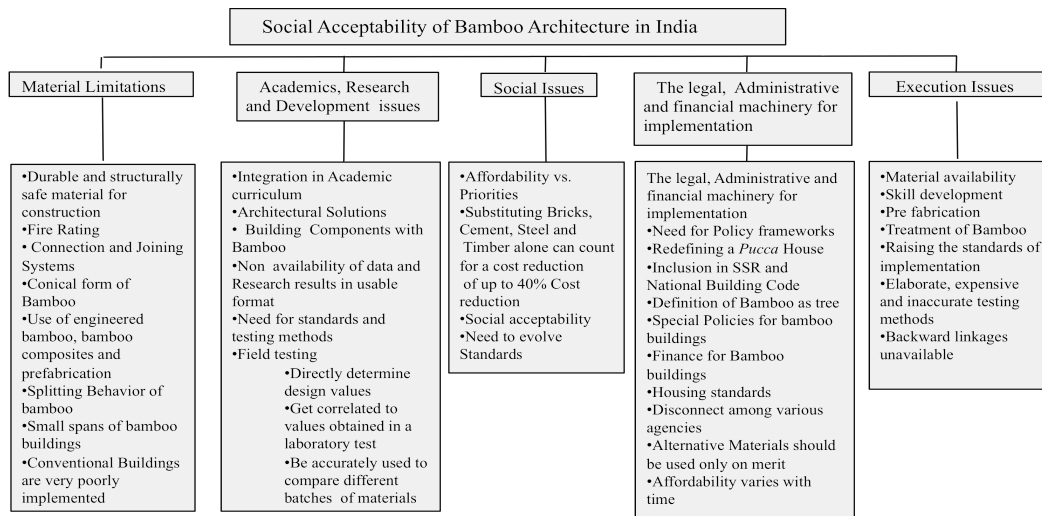 Social Acceptability of Bamboo Architecture in India
Material Limitations
Academics, Research
and Development issues
Social Issues
The legal, Administrative
and financial machinery for
implementation
Execution Issues
•Durable and structurally
safe material for
construction
•Fire Rating
• Connection and Joining
Systems
•Conical form of
Bamboo
•Use of engineered
bamboo, bamboo
composites and
prefabrication
•Splitting Behavior of
bamboo
•Small spans of bamboo
buildings
•Conventional Buildings
are very poorly
implemented
•Integration in Academic
curriculum
•Architectural Solutions
• Building Components with
Bamboo
•Non availability of data and
Research results in usable
format
•Need for standards and
testing methods
•Field testing
•Directly determine
design values
•Get correlated to
values obtained in a
laboratory test
•Be accurately used to
compare different
batches of materials
•Affordability vs.
Priorities
•Substituting Bricks,
Cement, Steel and
Timber alone can count
for a cost reduction
of up to 40% Cost
reduction
•Social acceptability
•Need to evolve
Standards
The legal, Administrative and
financial machinery for
implementation
•Need for Policy frameworks
•Redefining a Pucca House
•Inclusion in SSR and
National Building Code
•Definition of Bamboo as tree
•Special Policies for bamboo
buildings
•Finance for Bamboo
buildings
•Housing standards
•Disconnect among various
agencies
•Alternative Materials should
be used only on merit
•Affordability varies with
time
•Material availability
•Skill development
•Pre fabrication
•Treatment of Bamboo
•Raising the standards of
implementation
•Elaborate, expensive
and inaccurate testing
methods
•Backward linkages
unavailable